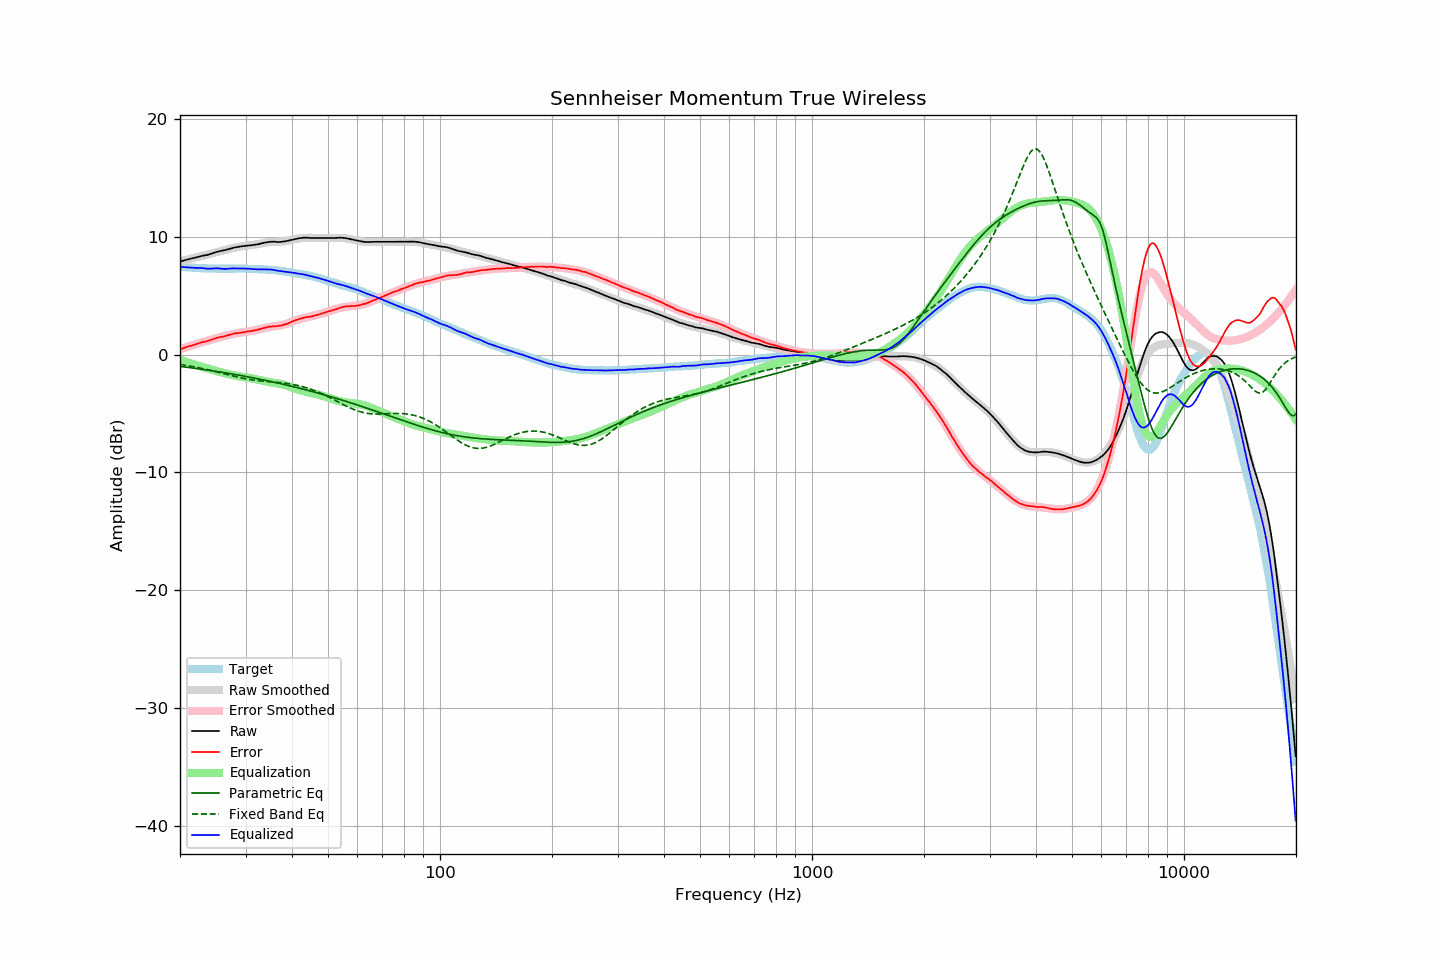 Sennheiser Momentum True Wireless
20
10
0
−10
−20
−30
−40
Amplitude (dBr)
Target
Raw Smoothed
Error Smoothed
Raw
Error
Equalization
Parametric Eq
Fixed Band Eq
Equalized
100
1000
10000
Frequency (Hz)